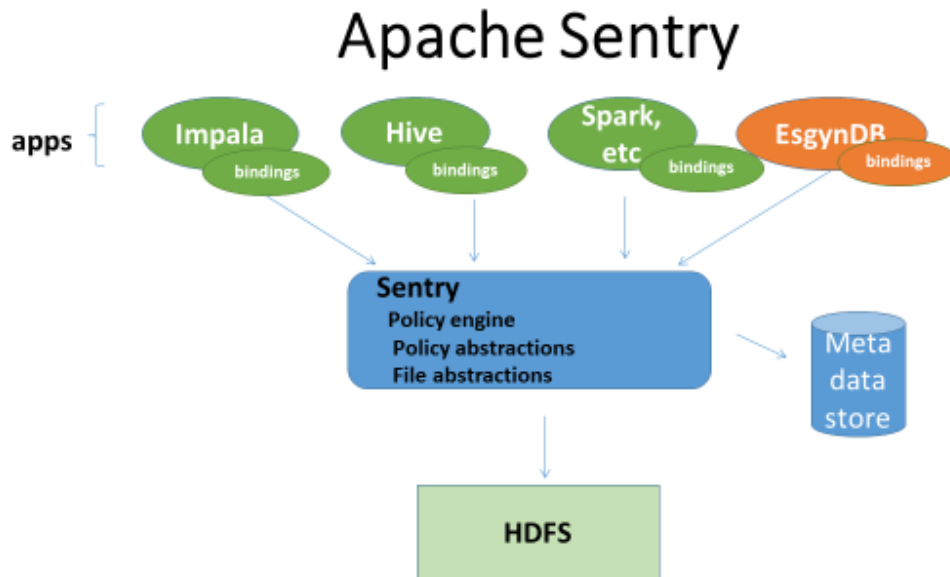 Apache Sentry
apps
Impala
bindings
Hive
bindings
Spark,
etc
bindings
EsgynDB
bindings
Sentry
Policy engine
Policy abstractions
File abstractions
Meta
data
store
HDFS